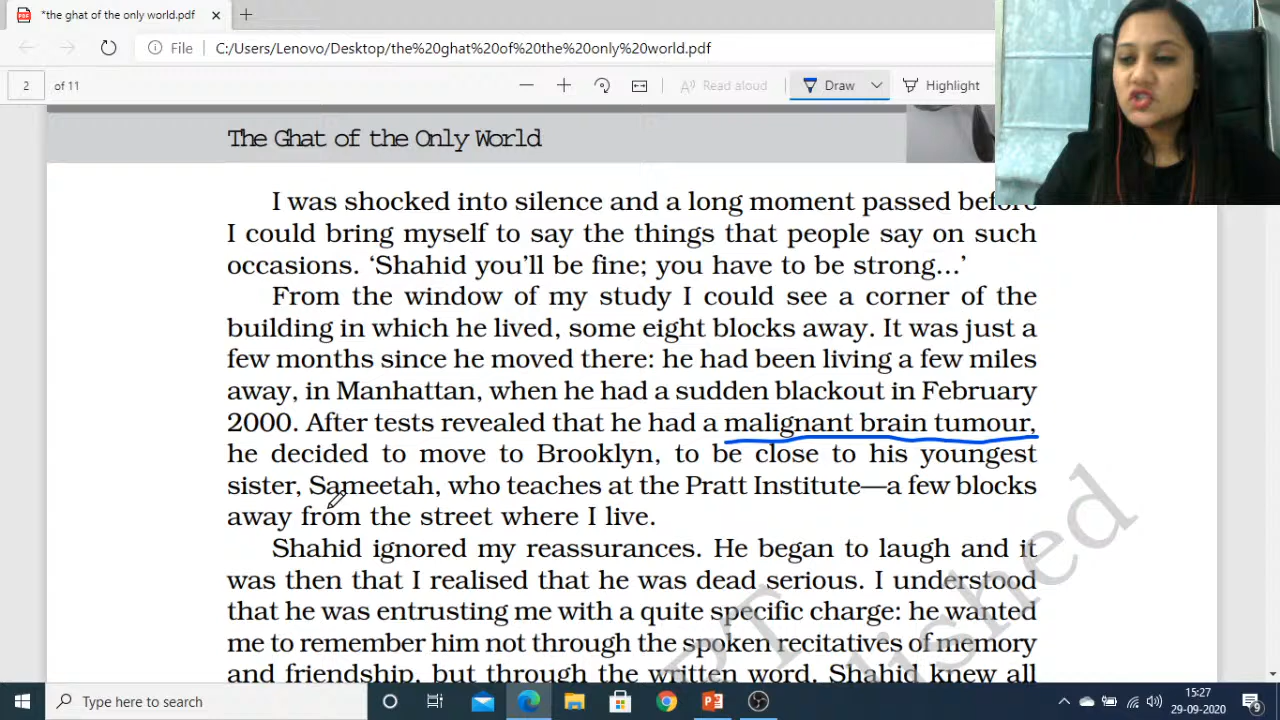 *the ghat of the only world.pdf
File C:/Users/Lenovo/Desktop/the%20ghat%20of%20the%20only%20world.pdf
2 of 11 Read aloud Draw Highlight
The Ghat of the Only World
I was shocked into silence and a long moment passed before
I could bring myself to say the things that people say on such
occasions. ‘Shahid you’ll be fine; you have to be strong...’
From the window of my study I could see a corner of the
building in which he lived, some eight blocks away. It was just a
few months since he moved there: he had been living a few miles
away, in Manhattan, when he had a sudden blackout in February
2000. After tests revealed that he had a malignant brain tumour,
he decided to move to Brooklyn, to be close to his youngest
sister, Sameetah, who teaches at the Pratt Institute—a few blocks
away from the street where I live.
Shahid ignored my reassurances. He began to laugh and it
was then that I realised that he was dead serious. I understood
that he was entrusting me with a quite specific charge: he wanted
me to remember him not through the spoken recitatives of memory
and friendship, but through the written word. Shahid knew all
Type here to search
15:27
29-09-2020
9